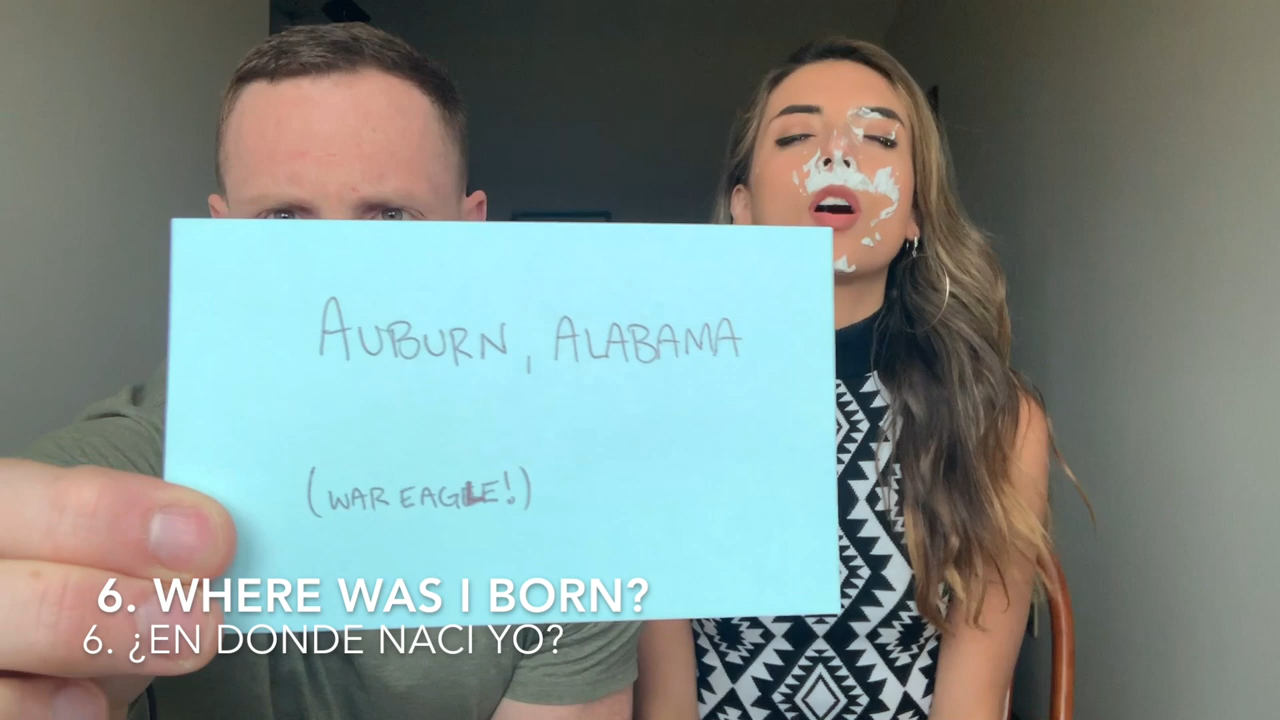 AUBURN, ALABAMA
(WAR EAGLE!)
6. WHERE WAS I BORN?
6. ¿EN DONDE NACI YO?